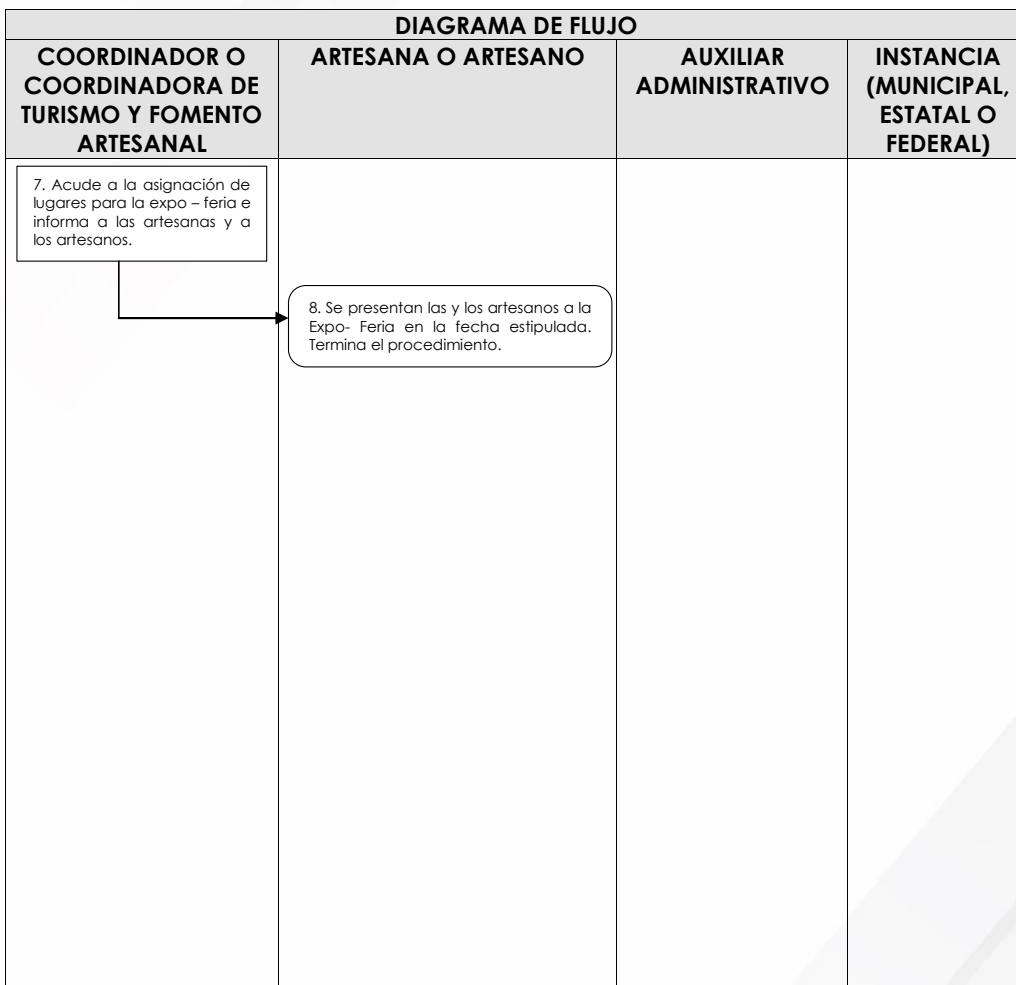 DIAGRAMA DE FLUJO
COORDINADOR O
COORDINADORA DE
TURISMO Y FOMENTO
ARTESANAL
ARTESANA O ARTESANO
AUXILIAR
ADMINISTRATIVO
INSTANCIA
(MUNICIPAL,
ESTATAL O
FEDERAL)
7. Acude a la asignación de
lugares para la expo – feria e
informa a las artesanas y a
los artesanos.
8. Se presentan las y los artesanos a la
Expo- Feria en la fecha estipulada.
Termina el procedimiento.